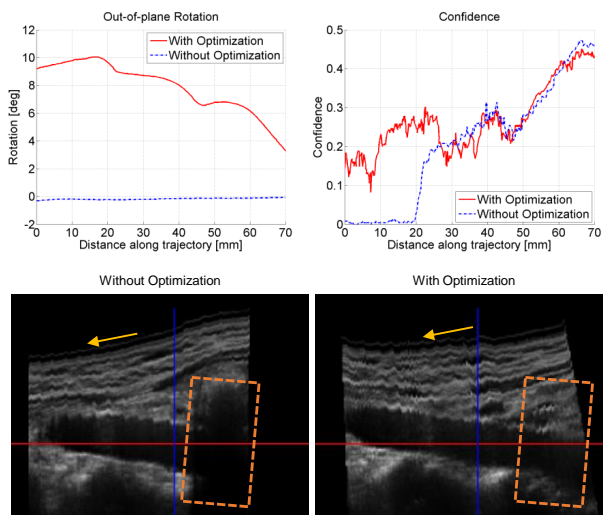 Out-of-plane Rotation
12
10
8
6
4
2
0
-2
Rotation [deg]
With Optimization
Without Optimization
0 10 20 30 40 50 60 70
Distance along trajectory [mm]
Confidence
0.5
0.4
0.3
0.2
0.1
0
Confidence
With Optimization
Without Optimization
0 10 20 30 40 50 60 70
Distance along trajectory [mm]
Without Optimization
With Optimization